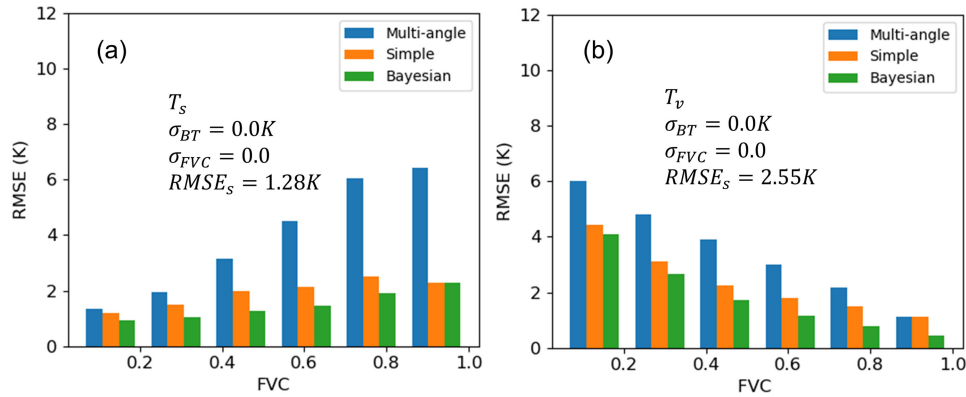 (a)
Multi-angle
Simple
Bayesian
T_s
σ_BT = 0.0K
σ_FVC = 0.0
RMSE_s = 1.28K
RMSE (K)
12
10
8
6
4
2
0
0.2 0.4 0.6 0.8 1.0
FVC
(b)
Multi-angle
Simple
Bayesian
T_v
σ_BT = 0.0K
σ_FVC = 0.0
RMSE_s = 2.55K
RMSE (K)
12
10
8
6
4
2
0
0.2 0.4 0.6 0.8 1.0
FVC